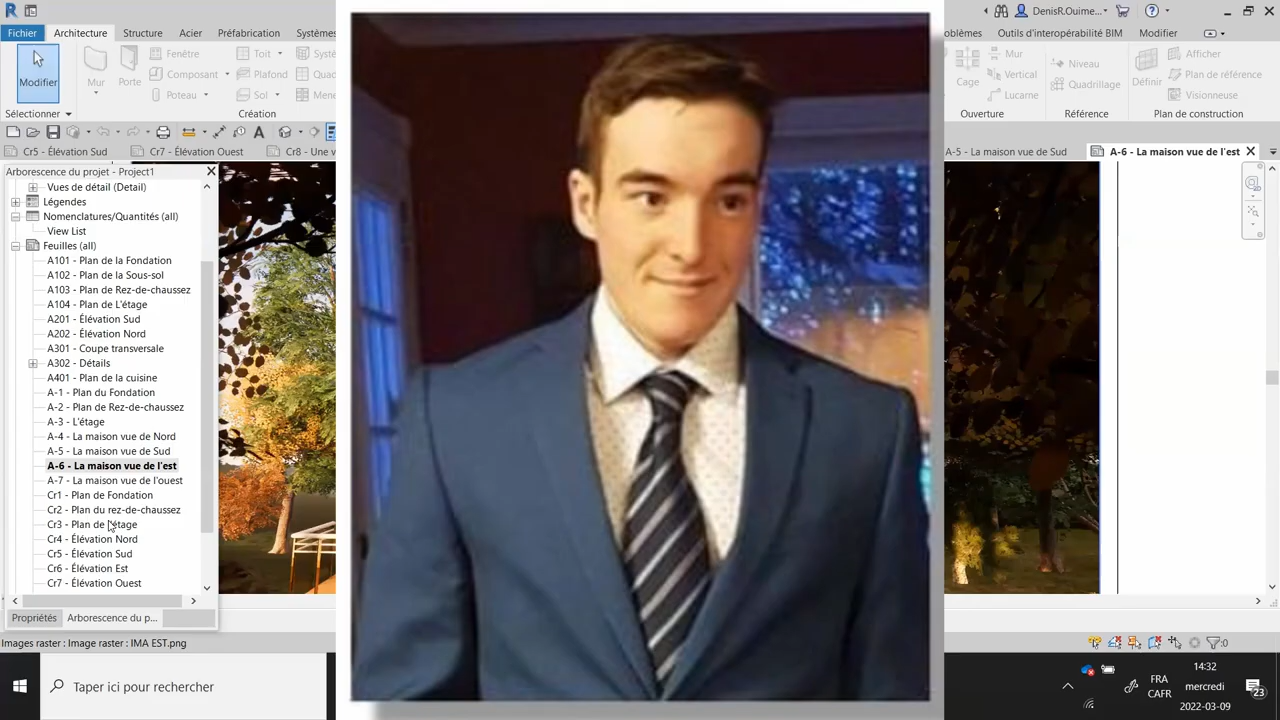 DenisR.Ouime...
Fichier Architecture Structure Acier Préfabrication Systèmes
oblèmes Outils d'interopérabilité BIM Modifier
Modifier
Mur
Porte
Fenêtre
Composant
Poteau
Toit
Plafond
Sol
Systè
Quad
Mene
Cage
Mur
Vertical
Lucarne
Niveau
Quadrillage
Définir
Afficher
Plan de référence
Visionneuse
Sélectionner Création Ouverture Référence Plan de construction
Cr5 - Élévation Sud Cr7 - Élévation Ouest Cr8 - Une v
A-5 - La maison vue de Sud A-6 - La maison vue de l'est
Arborescence du projet - Project1
Vues de détail (Detail)
Légendes
Nomenclatures/Quantités (all)
View List
Feuilles (all)
A101 - Plan de la Fondation
A102 - Plan de la Sous-sol
A103 - Plan de Rez-de-chaussez
A104 - Plan de L'étage
A201 - Élévation Sud
A202 - Élévation Nord
A301 - Coupe transversale
A302 - Détails
A401 - Plan de la cuisine
A-1 - Plan du Fondation
A-2 - Plan de Rez-de-chaussez
A-3 - L'étage
A-4 - La maison vue de Nord
A-5 - La maison vue de Sud
A-6 - La maison vue de l'est
A-7 - La maison vue de l'ouest
Cr1 - Plan de Fondation
Cr2 - Plan du rez-de-chaussez
Cr3 - Plan de l'étage
Cr4 - Élévation Nord
Cr5 - Élévation Sud
Cr6 - Élévation Est
Cr7 - Élévation Ouest
Propriétés Arborescence du p...
Images raster : Image raster : IMA EST.png
:0
Taper ici pour rechercher
FRA
CAFR
14:32
mercredi
2022-03-09
23